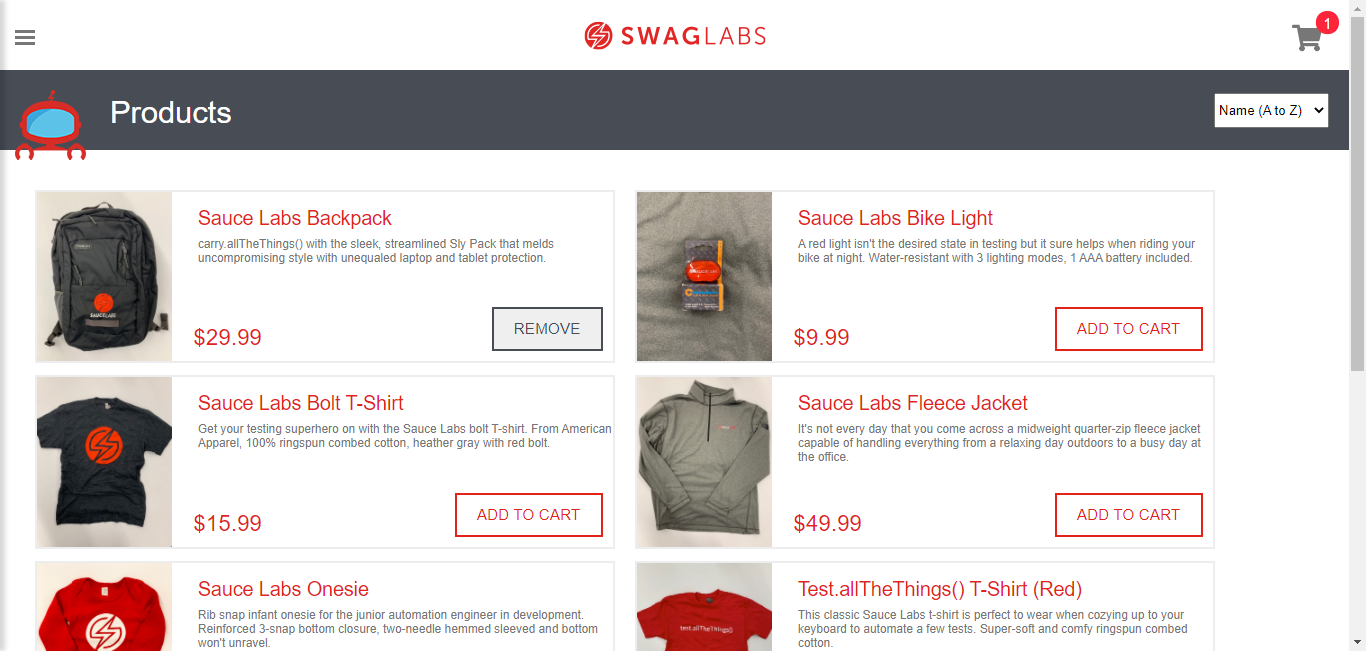 SWAGLABS
1
Products
Name (A to Z)
Sauce Labs Backpack
carry.allTheThings() with the sleek, streamlined Sly Pack that melds
uncompromising style with unequaled laptop and tablet protection.
$29.99
REMOVE
SAUCELABS
Sauce Labs Bike Light
A red light isn't the desired state in testing but it sure helps when riding your
bike at night. Water-resistant with 3 lighting modes, 1 AAA battery included.
$9.99
ADD TO CART
Sauce Labs Bolt T-Shirt
Get your testing superhero on with the Sauce Labs bolt T-shirt. From American
Apparel, 100% ringspun combed cotton, heather gray with red bolt.
$15.99
ADD TO CART
Sauce Labs Fleece Jacket
It's not every day that you come across a midweight quarter-zip fleece jacket
capable of handling everything from a relaxing day outdoors to a busy day at
the office.
$49.99
ADD TO CART
Sauce Labs Onesie
Rib snap infant onesie for the junior automation engineer in development.
Reinforced 3-snap bottom closure, two-needle hemmed sleeved and bottom
won't unravel.
test.allTheThings()
Test.allTheThings() T-Shirt (Red)
This classic Sauce Labs t-shirt is perfect to wear when cozying up to your
keyboard to automate a few tests. Super-soft and comfy ringspun combed
cotton.